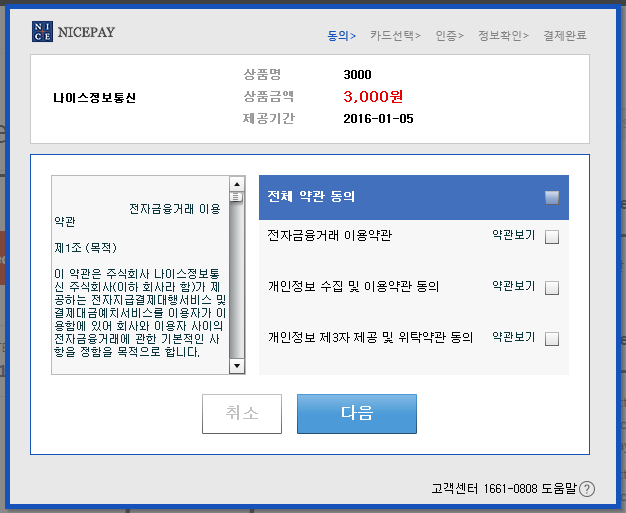 NICE NICEPAY
동의> 카드선택> 인증> 정보확인> 결제완료
나이스정보통신
상품명 3000
상품금액 3,000원
제공기간 2016-01-05
전자금융거래 이용
약관
제1조 (목적)
이 약관은 주식회사 나이스정보통
신 주식회사(이하 회사라 함)가 제
공하는 전자지급결제대행서비스 및
결제대금예치서비스를 이용자가 이
용함에 있어 회사와 이용자 사이의
전자금융거래에 관한 기본적인 사
항을 정함을 목적으로 합니다.
전체 약관 동의
전자금융거래 이용약관 약관보기
개인정보 수집 및 이용약관 동의 약관보기
개인정보 제3자 제공 및 위탁약관 동의 약관보기
취소 다음
고객센터 1661-0808 도움말 ?